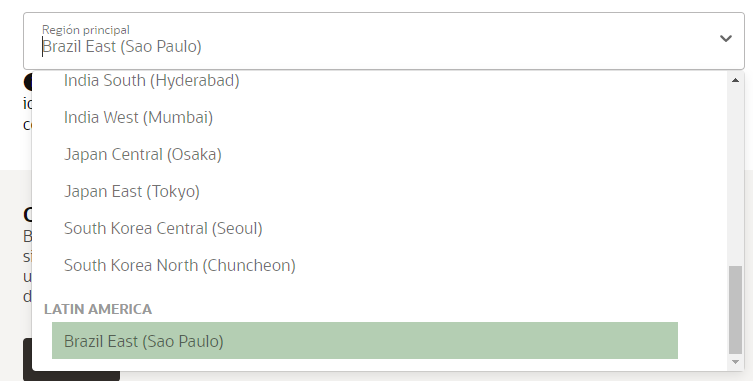 Región principal
Brazil East (Sao Paulo)
India South (Hyderabad)
India West (Mumbai)
Japan Central (Osaka)
Japan East (Tokyo)
South Korea Central (Seoul)
South Korea North (Chuncheon)
LATIN AMERICA
Brazil East (Sao Paulo)